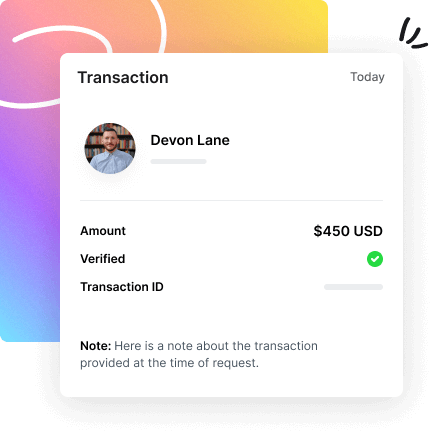 Transaction Today
Devon Lane
Amount $450 USD
Verified
Transaction ID
Note: Here is a note about the transaction
provided at the time of request.